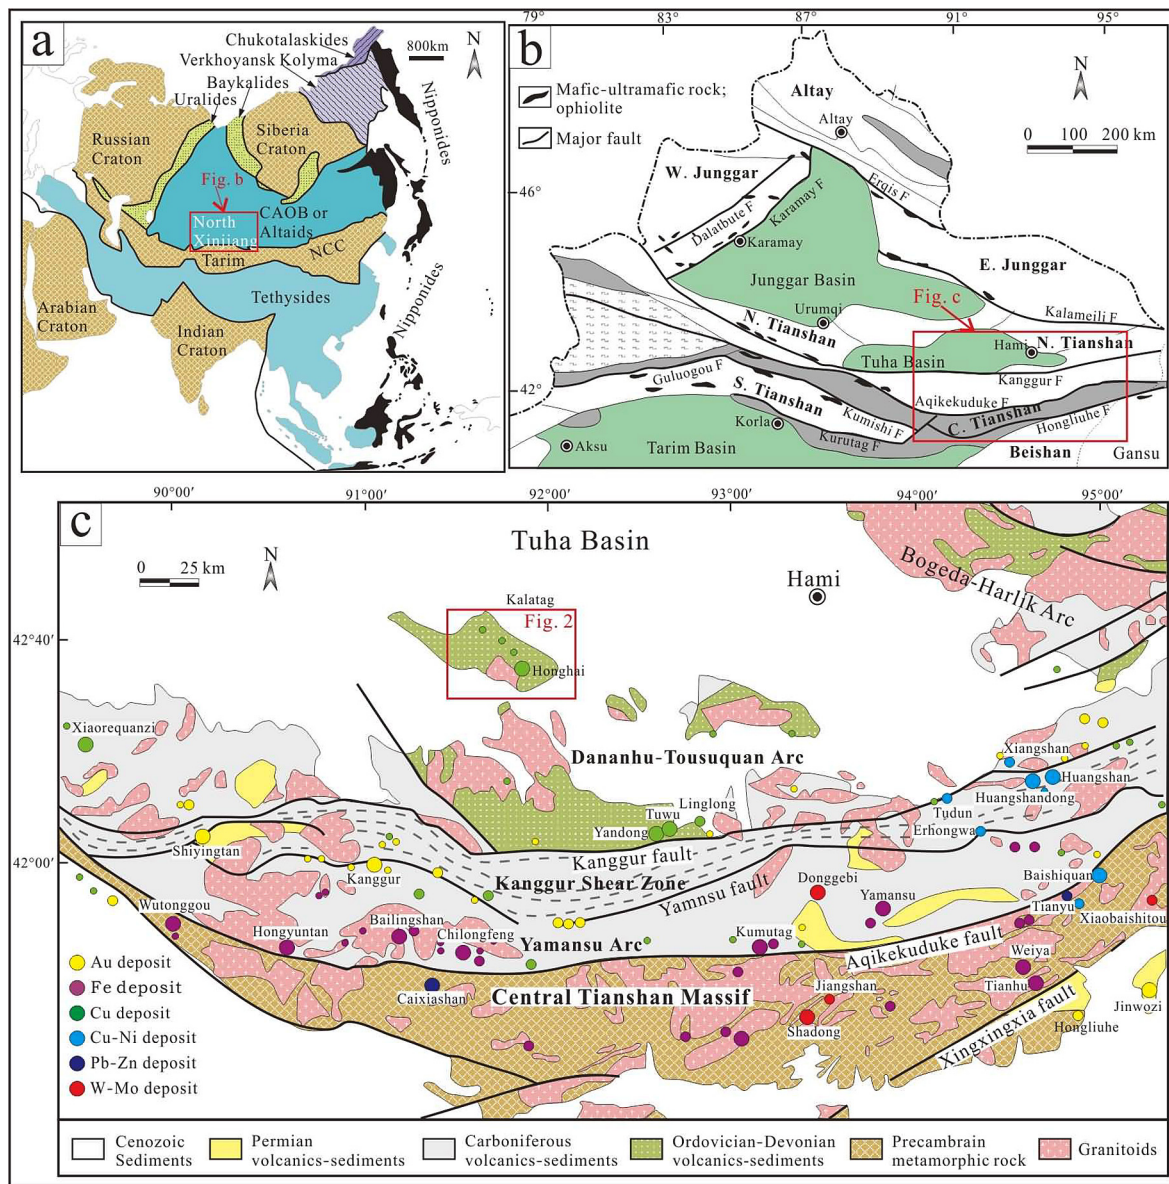 a
Chukotalaskides
Verkhoyansk Kolyma
Baykalides
Uralides
800km
N
Russian
Craton
Siberia
Craton
Nipponides
Fig. b
CAOB or
Altaids
North
Xinjiang
NCC
Tarim
Tethysides
Arabian
Craton
Indian
Craton
Nipponides
79°
83°
87°
91°
95°
b
Mafic-ultramafic rock;
ophiolite
Major fault
Altay
Altay
N
0 100 200 km
46°
42°
W. Junggar
Erqis F
Karamay F
Dalabute F
Karamay
Junggar Basin
E. Junggar
Fig. c
Urumqi
Kalameili F
N. Tianshan
Hami
N. Tianshan
Tuha Basin
Kanggur F
Guluogou F
Aqikekuduke F
S. Tianshan
C. Tianshan
Hongliuhe F
Kumishi F
Korla
Kurutag F
Aksu
Tarim Basin
Beishan
Gansu
90°00′
91°00′
92°00′
93°00′
94°00′
95°00′
c
Tuha Basin
0 25 km
N
Hami
Bogeda-Harlik Arc
Kalatag
Fig. 2
42°40′
Honghai
Xiaorequanzi
Dananhu-Tousuquan Arc
Xiangshan
Huangshan
Huangshandong
Linglong
Tuwu
Yandong
Tudun
Erhongwa
Shiyingtan
Kanggur fault
42°00′
Kanggur
Kanggur Shear Zone
Yamnsu fault
Donggebi
Yamansu
Baishiquan
Tianyu
Xiaobaishitou
Wutonggou
Bailingshan
Hongyuntan
Chilongfeng
Yamansu Arc
Kumutag
Aqikekuduke fault
Weiya
Caixiashan
Central Tianshan Massif
Jiangshan
Tianhu
Shadong
Xingxingxia fault
Jinwozi
Hongliuhe
Au deposit
Fe deposit
Cu deposit
Cu-Ni deposit
Pb-Zn deposit
W-Mo deposit
Cenozoic
Sediments
Permian
volcanics-sediments
Carboniferous
volcanics-sediments
Ordovician-Devonian
volcanics-sediments
Precambrain
metamorphic rock
Granitoids